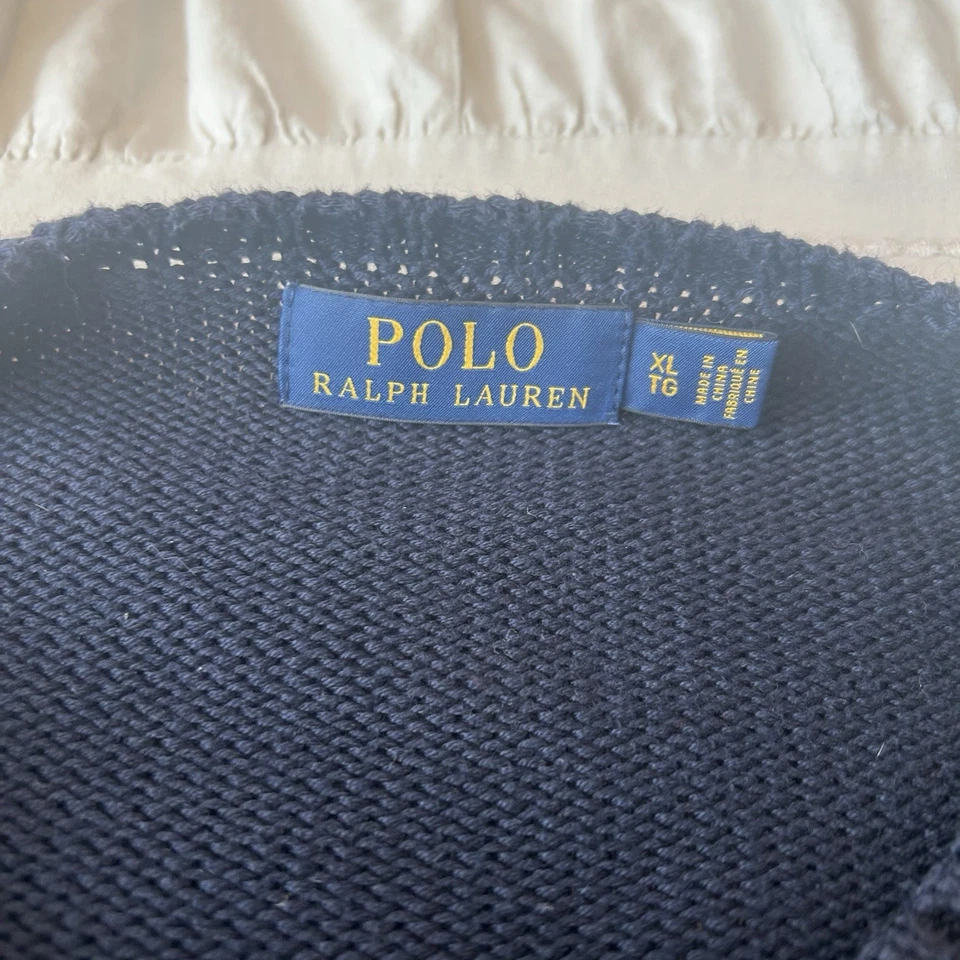 POLO
RALPH LAUREN
XL
TG
MADE IN
CHINA
FABRIQUÉ EN
CHINE